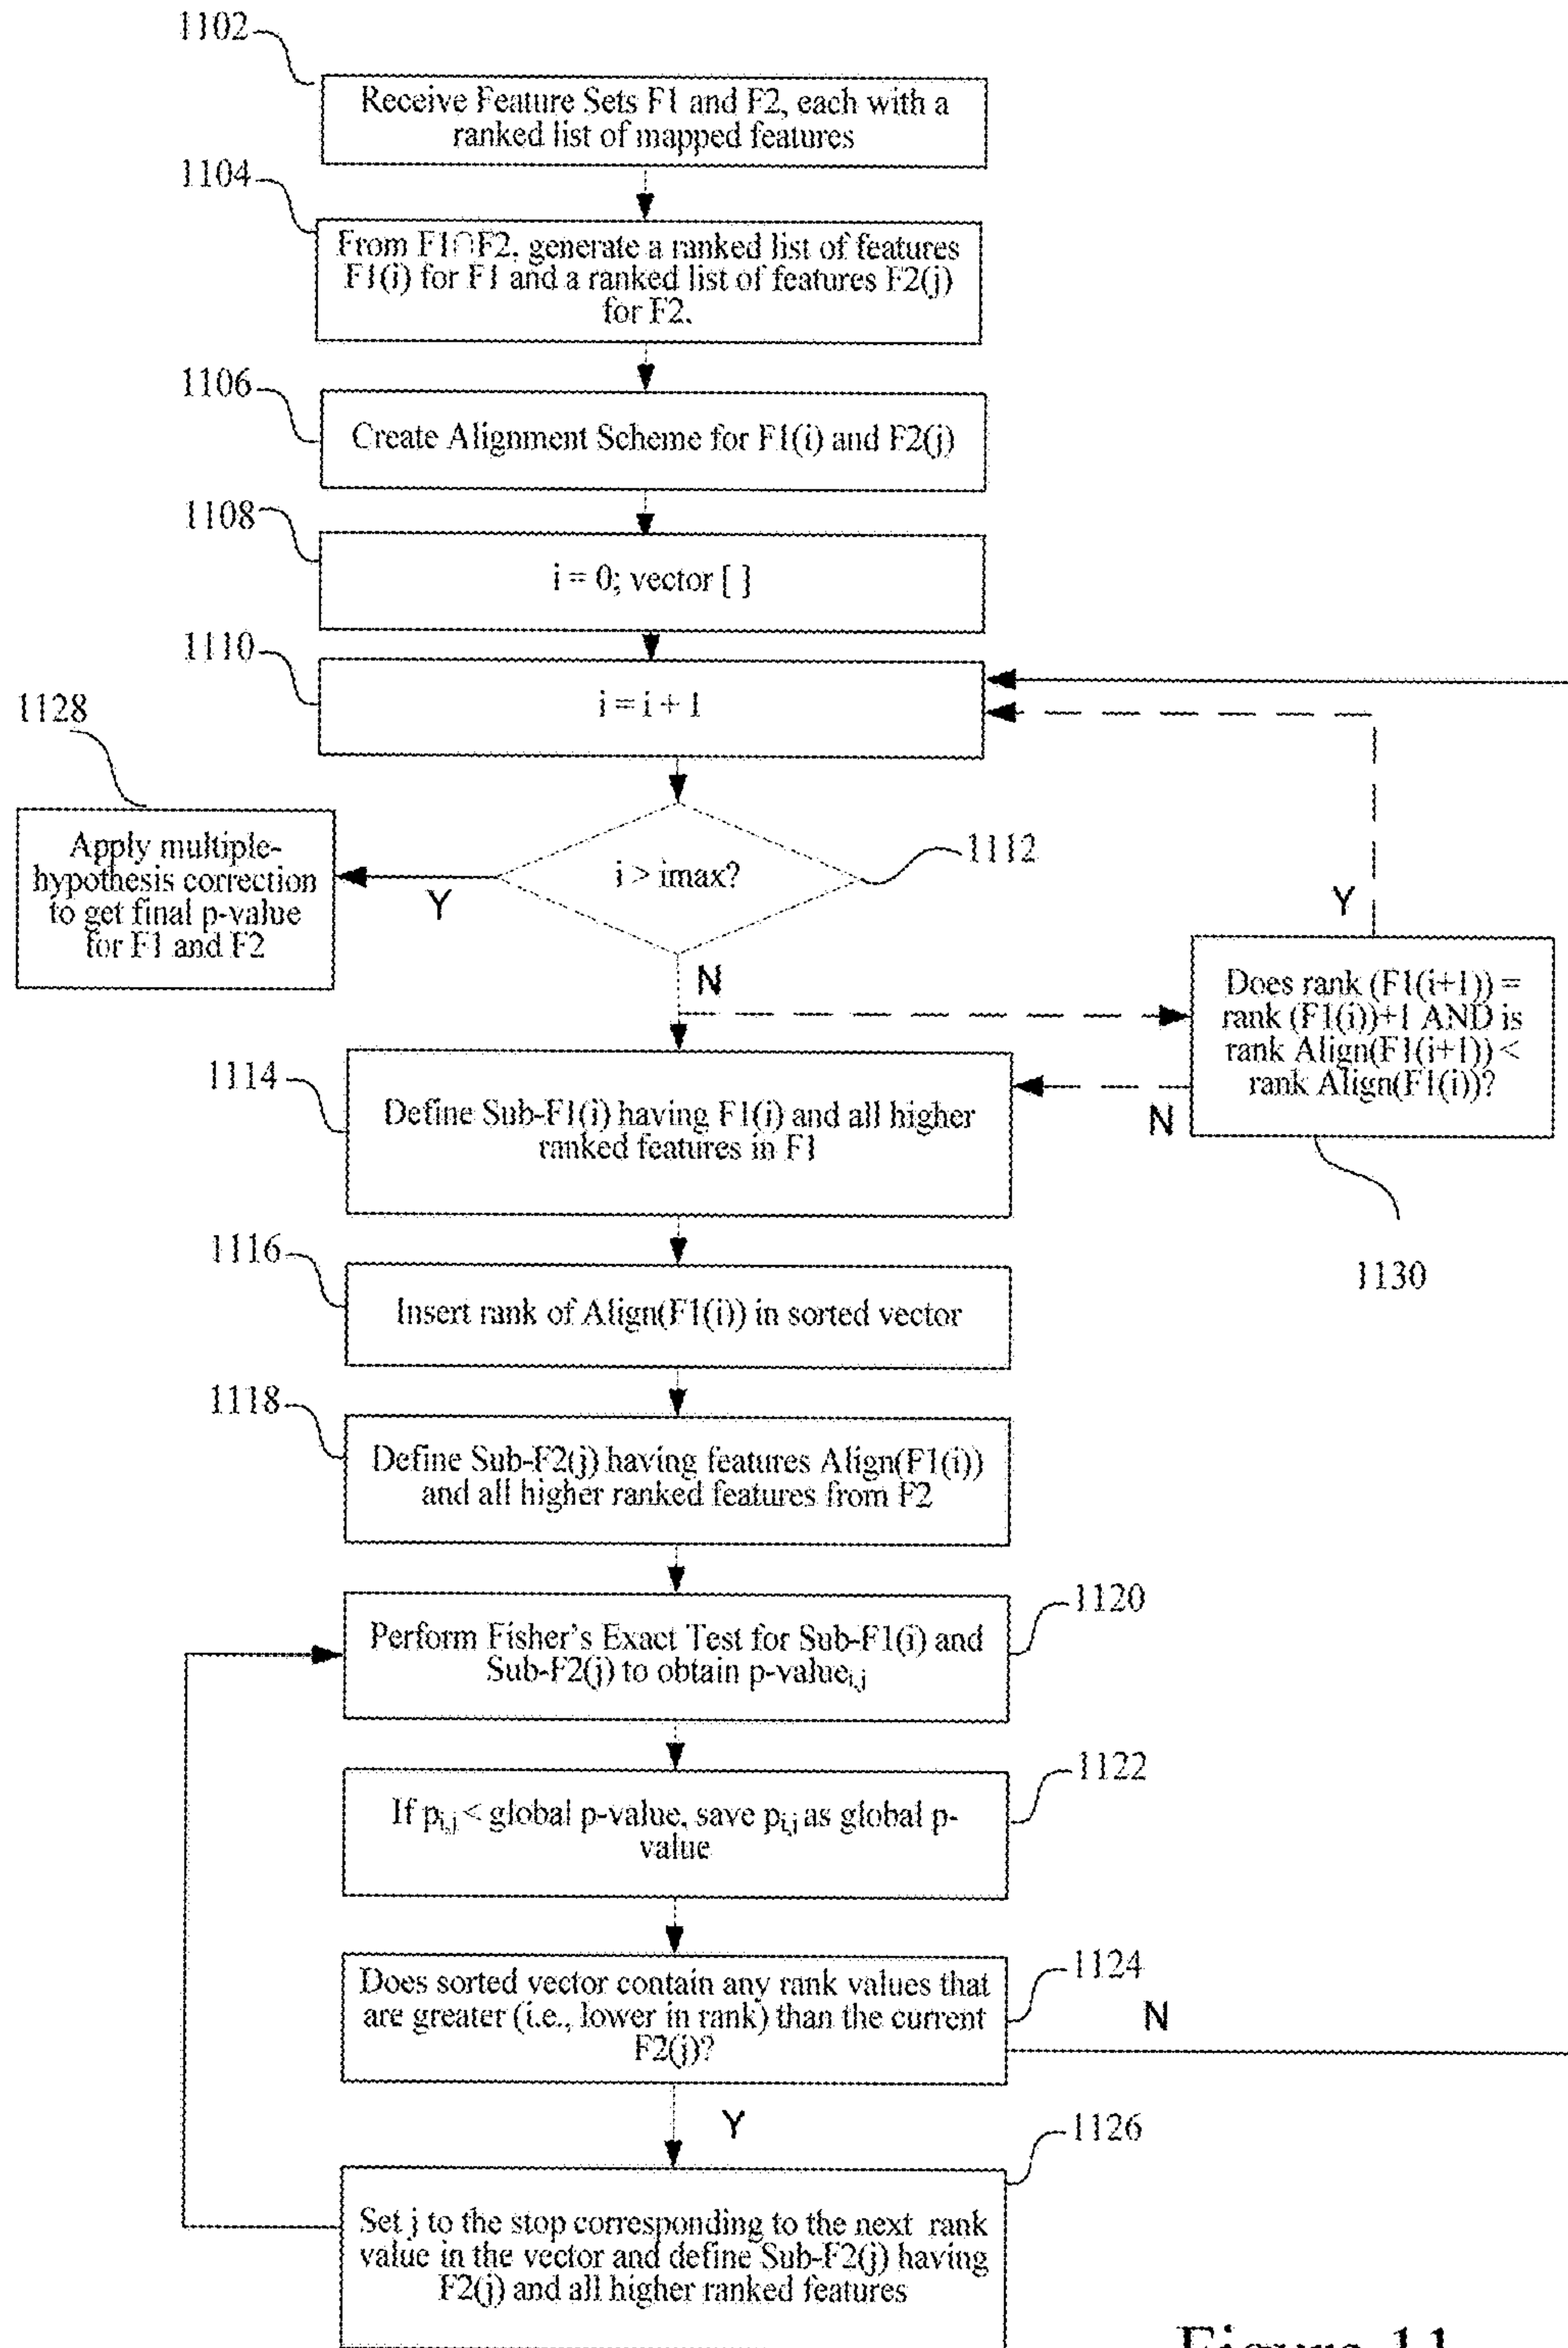 1102
Receive Feature Sets F1 and F2, each with a
ranked list of mapped features
1104
From F1∩F2, generate a ranked list of features
F1(i) for F1 and a ranked list of features F2(j)
for F2.
1106
Create Alignment Scheme for F1(i) and F2(j)
1108
i = 0; vector [ ]
1110
i = i + 1
1128
Apply multiple-
hypothesis correction
to get final p-value
for F1 and F2
Y
i > imax?
1112
N
Y
Does rank (F1(i+1)) =
rank (F1(i))+1 AND is
rank Align(F1(i+1)) <
rank Align(F1(i))?
N
1130
1114
Define Sub-F1(i) having F1(i) and all higher
ranked features in F1
1116
Insert rank of Align(F1(i)) in sorted vector
1118
Define Sub-F2(j) having features Align(F1(i))
and all higher ranked features from F2
1120
Perform Fisher's Exact Test for Sub-F1(i) and
Sub-F2(j) to obtain p-valuei,j
1122
If pi,j < global p-value, save pi,j as global p-
value
1124
Does sorted vector contain any rank values that
are greater (i.e., lower in rank) than the current
F2(j)?
N
Y
1126
Set j to the stop corresponding to the next rank
value in the vector and define Sub-F2(j) having
F2(j) and all higher ranked features
Figure 11